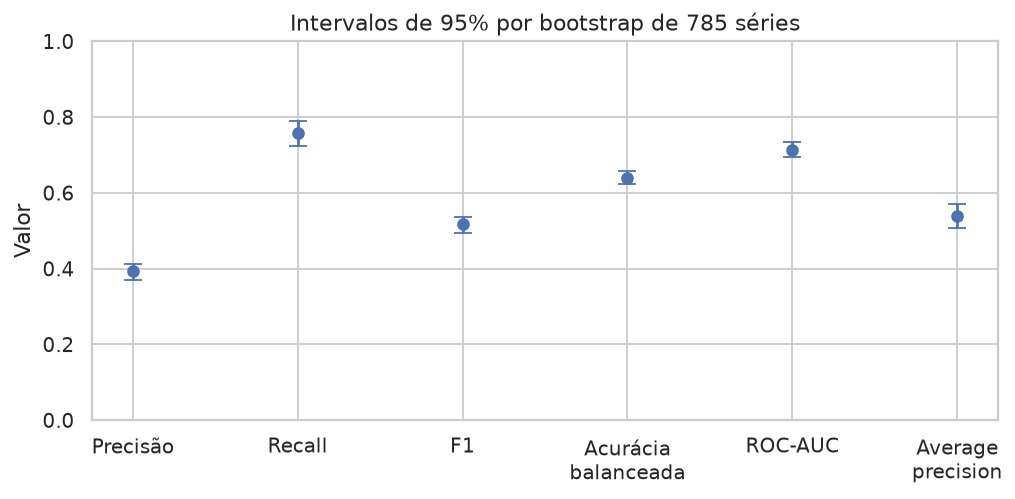 Intervalos de 95% por bootstrap de 785 séries
Valor
1.0
0.8
0.6
0.4
0.2
0.0
Precisão
Recall
F1
Acurácia
balanceada
ROC-AUC
Average
precision